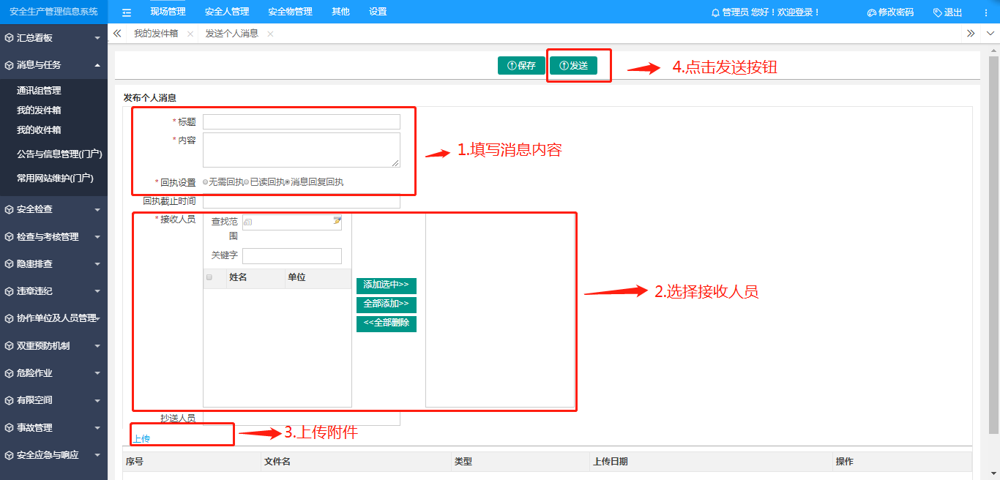 安全生产管理信息系统
现场管理 安全人管理 安全物管理 其他 设置
管理员 您好！欢迎登录！ 修改密码 退出
我的发件箱 发送个人消息
汇总看板
消息与任务
通讯组管理
我的发件箱
我的收件箱
公告与信息管理(门户)
常用网站维护(门户)
安全检查
检查与考核管理
隐患排查
违章违纪
协作单位及人员管理
双重预防机制
危险作业
有限空间
事故管理
安全应急与响应
保存 发送
4.点击发送按钮
发布个人消息
*标题
*内容
1.填写消息内容
*回执设置 无需回执 已读回执 消息回复回执
回执截止时间
*接收人员 查找范围
关键字
姓名 单位
添加选中>>
全部添加>>
<<全部删除
2.选择接收人员
抄送人员
上传
3.上传附件
序号 文件名 类型 上传日期 操作